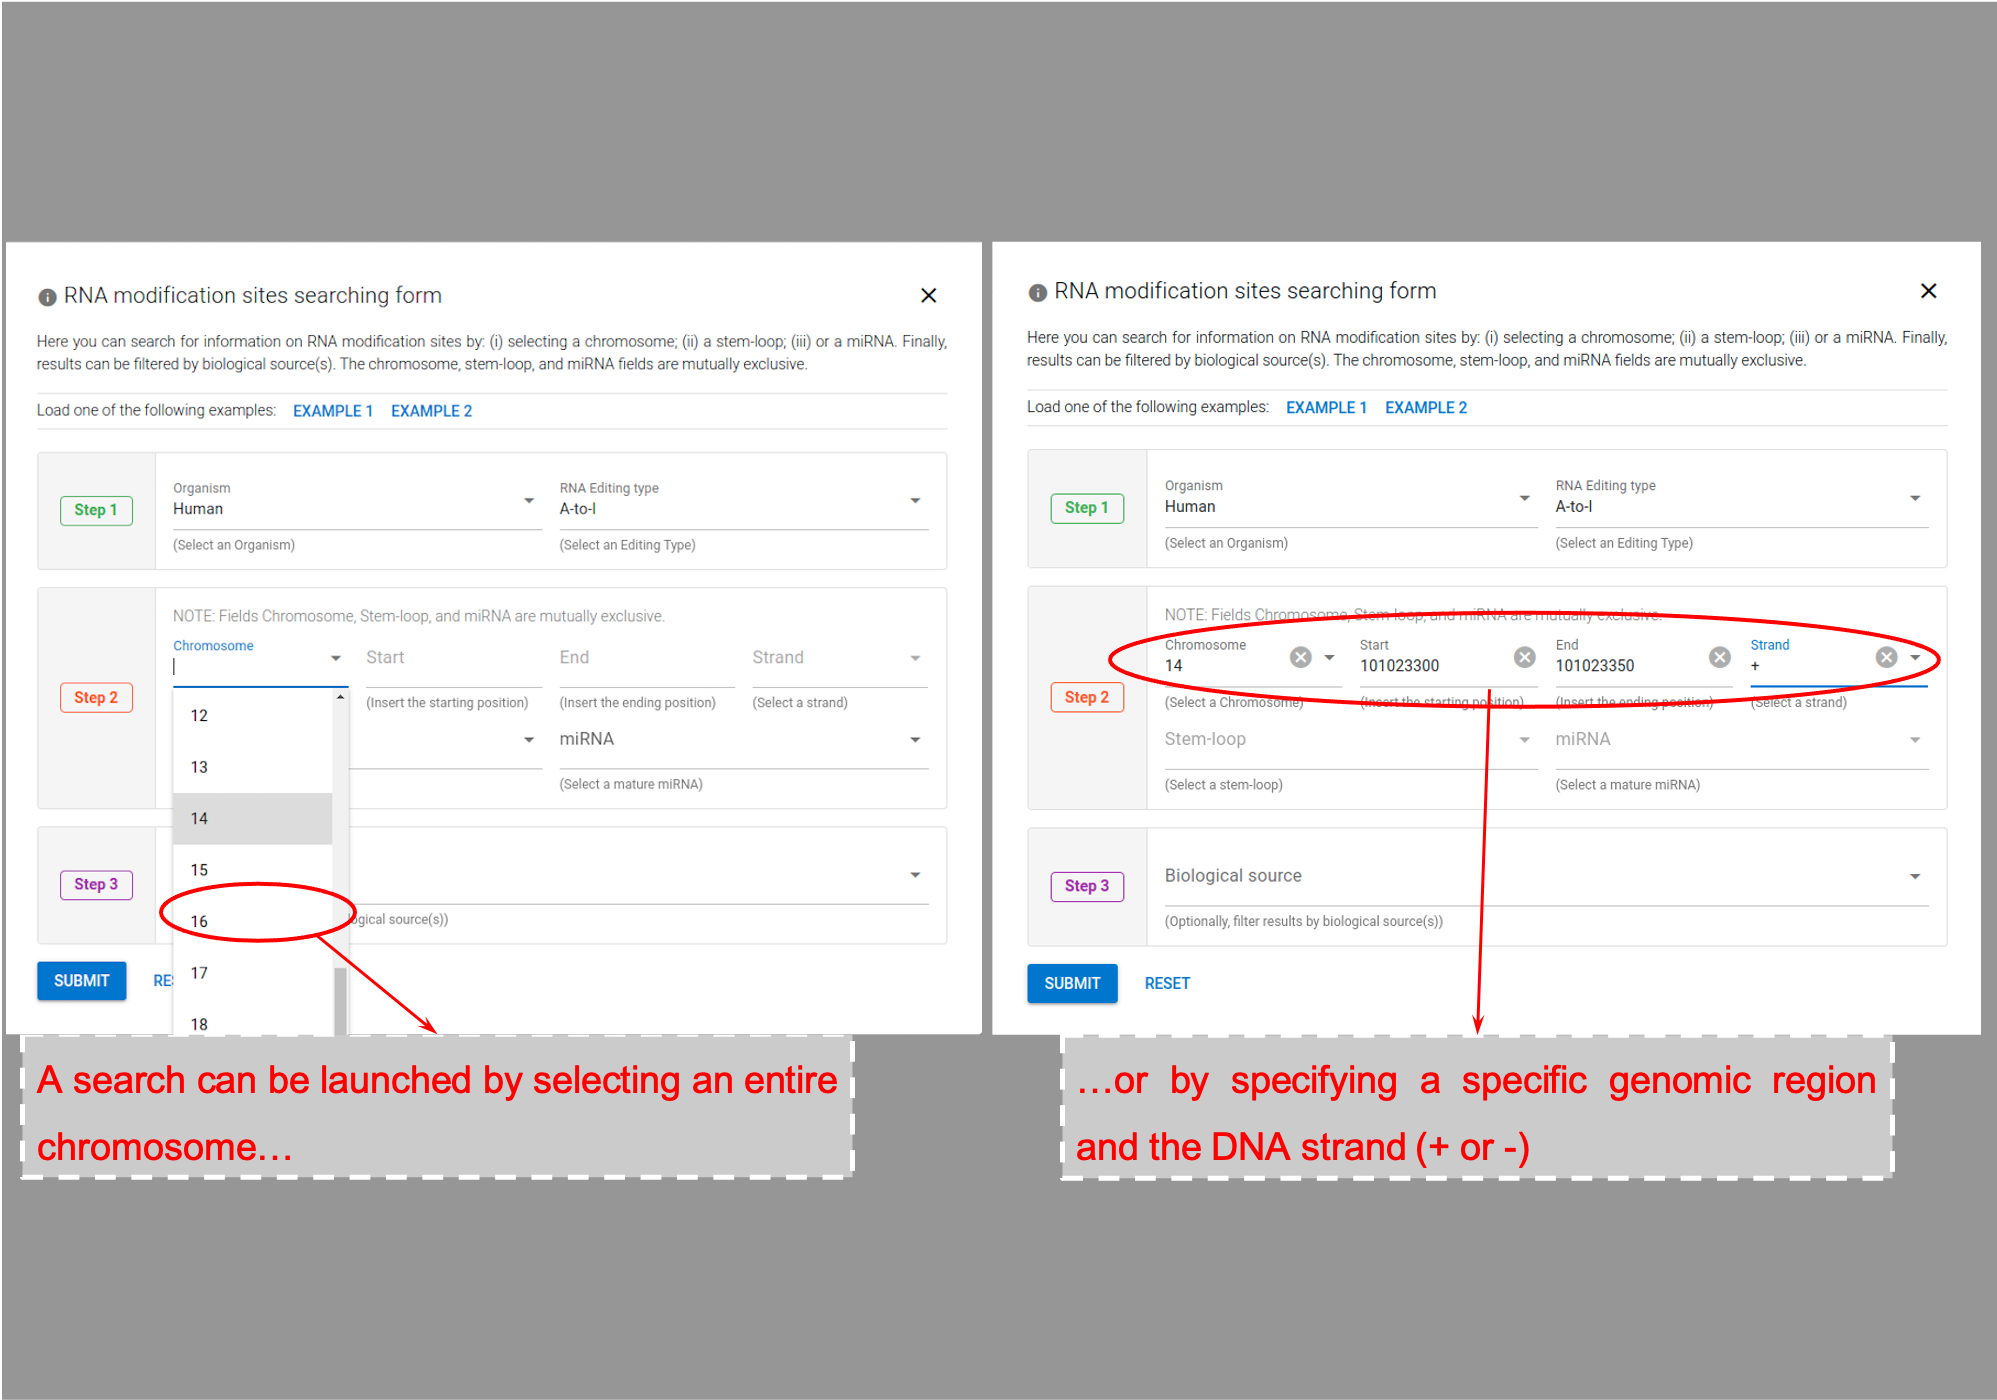 RNA modification sites searching form
Here you can search for information on RNA modification sites by: (i) selecting a chromosome; (ii) a stem-loop; (iii) or a miRNA. Finally,
results can be filtered by biological source(s). The chromosome, stem-loop, and miRNA fields are mutually exclusive.
Load one of the following examples: EXAMPLE 1 EXAMPLE 2
Step 1
Organism
Human
(Select an Organism)
RNA Editing type
A-to-I
(Select an Editing Type)
Step 2
NOTE: Fields Chromosome, Stem-loop, and miRNA are mutually exclusive.
Chromosome
Start
(Insert the starting position)
End
(Insert the ending position)
Strand
(Select a strand)
miRNA
(Select a mature miRNA)
12
13
14
15
16
17
18
Step 3
logical source(s))
SUBMIT
RES
A search can be launched by selecting an entire
chromosome…
RNA modification sites searching form
Here you can search for information on RNA modification sites by: (i) selecting a chromosome; (ii) a stem-loop; (iii) or a miRNA. Finally,
results can be filtered by biological source(s). The chromosome, stem-loop, and miRNA fields are mutually exclusive.
Load one of the following examples: EXAMPLE 1 EXAMPLE 2
Step 1
Organism
Human
(Select an Organism)
RNA Editing type
A-to-I
(Select an Editing Type)
Step 2
NOTE: Fields Chromosome, Stem-loop, and miRNA are mutually exclusive.
Chromosome
14
(Select a Chromosome)
Start
101023300
(Insert the starting position)
End
101023350
(Insert the ending position)
Strand
+
(Select a strand)
Stem-loop
(Select a stem-loop)
miRNA
(Select a mature miRNA)
Step 3
Biological source
(Optionally, filter results by biological source(s))
SUBMIT
RESET
…or by specifying a specific genomic region
and the DNA strand (+ or -)